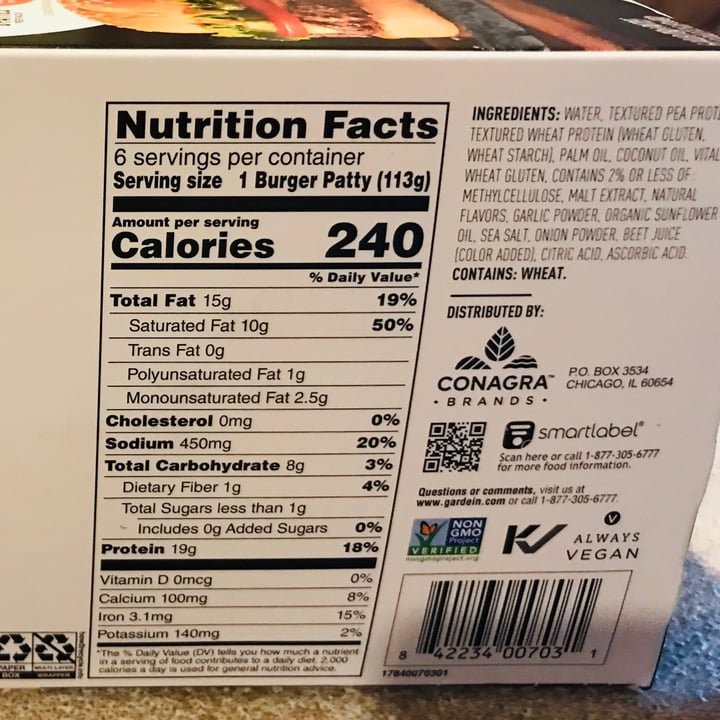 Nutrition Facts
6 servings per container
Serving size 1 Burger Patty (113g)
Amount per serving
Calories 240
% Daily Value*
Total Fat 15g 19%
Saturated Fat 10g 50%
Trans Fat 0g
Polyunsaturated Fat 1g
Monounsaturated Fat 2.5g
Cholesterol 0mg 0%
Sodium 450mg 20%
Total Carbohydrate 8g 3%
Dietary Fiber 1g 4%
Total Sugars less than 1g
Includes 0g Added Sugars 0%
Protein 19g 18%
Vitamin D 0mcg 0%
Calcium 100mg 8%
Iron 3.1mg 15%
Potassium 140mg 2%
*The % Daily Value (DV) tells you how much a nutrient
in a serving of food contributes to a daily diet. 2,000
calories a day is used for general nutrition advice.
INGREDIENTS: WATER, TEXTURED PEA PROT
TEXTURED WHEAT PROTEIN (WHEAT GLUTEN,
WHEAT STARCH), PALM OIL, COCONUT OIL, VITAL
WHEAT GLUTEN, CONTAINS 2% OR LESS OF:
METHYLCELLULOSE, MALT EXTRACT, NATURAL
FLAVORS, GARLIC POWDER, ORGANIC SUNFLOWER
OIL, SEA SALT, ONION POWDER, BEET JUICE
(COLOR ADDED), CITRIC ACID, ASCORBIC ACID.
CONTAINS: WHEAT.
DISTRIBUTED BY:
CONAGRA™
• BRANDS •
P.O. BOX 3534
CHICAGO, IL 60654
smartlabel®
Scan here or call 1-877-305-6777
for more food information.
Questions or comments, visit us at
www.gardein.com or call 1-877-305-6777.
NON
GMO
Project
VERIFIED
nongmoproject.org
KV
V
ALWAYS
VEGAN
8 42234 00703 1
17840070301
PAPER
BOX
MULTI-LAYER
WRAPPER
how2recycle.info